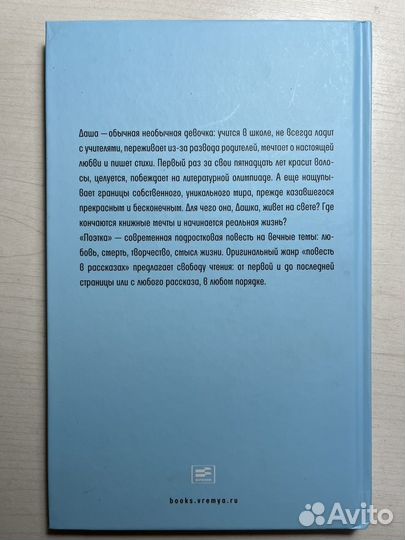 Даша — обычная необычная девочка: учится в школе, не всегда ладит
с учителями, переживает из-за развода родителей, мечтает о настоящей
любви и пишет стихи. Первый раз за свои пятнадцать лет красит воло-
сы, целуется, побеждает на литературной олимпиаде. А еще нащупы-
вает границы собственного, уникального мира, прежде казавшегося
прекрасным и бесконечным. Для чего она, Дашка, живет на свете? Где
кончаются книжные мечты и начинается реальная жизнь?
«Поэтка» — современная подростковая повесть на вечные темы: лю-
бовь, смерть, творчество, смысл жизни. Оригинальный жанр «повесть
в рассказах» предлагает свободу чтения: от первой и до последней
страницы или с любого рассказа, в любом порядке.
books.vremya.ru
Avito